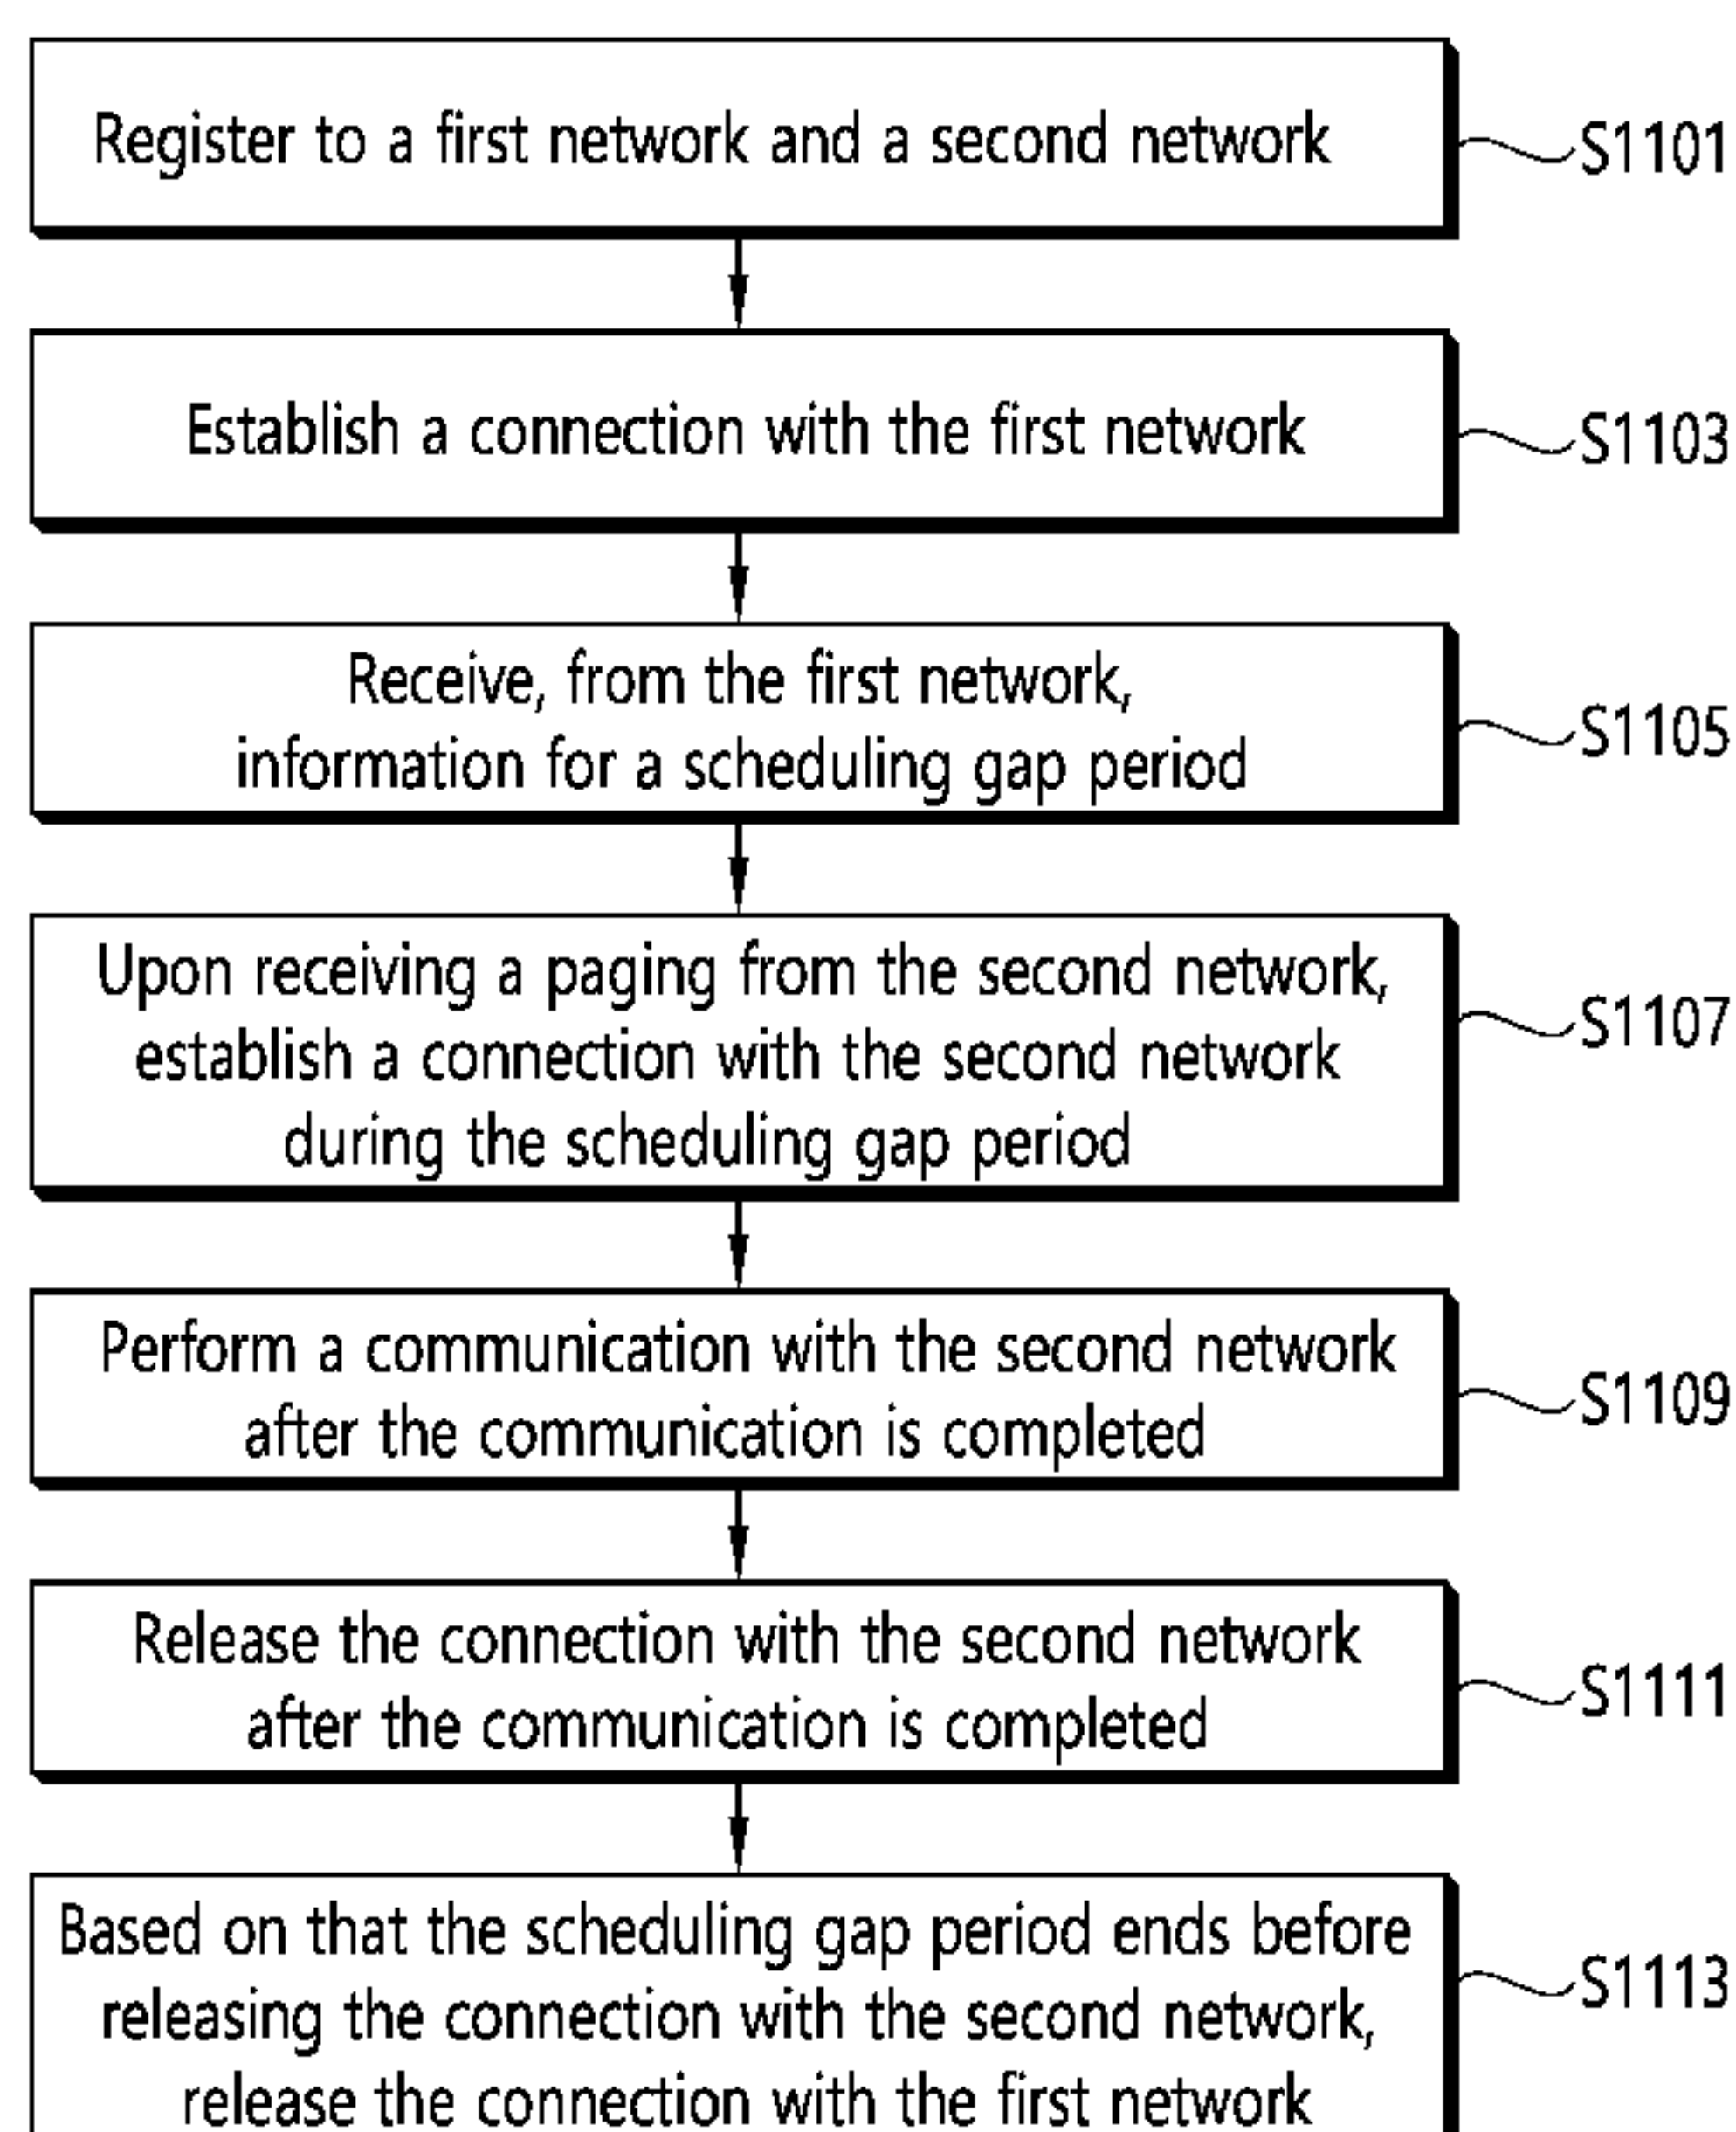 Register to a first network and a second network
S1101
Establish a connection with the first network
S1103
Receive, from the first network,
information for a scheduling gap period
S1105
Upon receiving a paging from the second network,
establish a connection with the second network
during the scheduling gap period
S1107
Perform a communication with the second network
after the communication is completed
S1109
Release the connection with the second network
after the communication is completed
S1111
Based on that the scheduling gap period ends before
releasing the connection with the second network,
release the connection with the first network
S1113